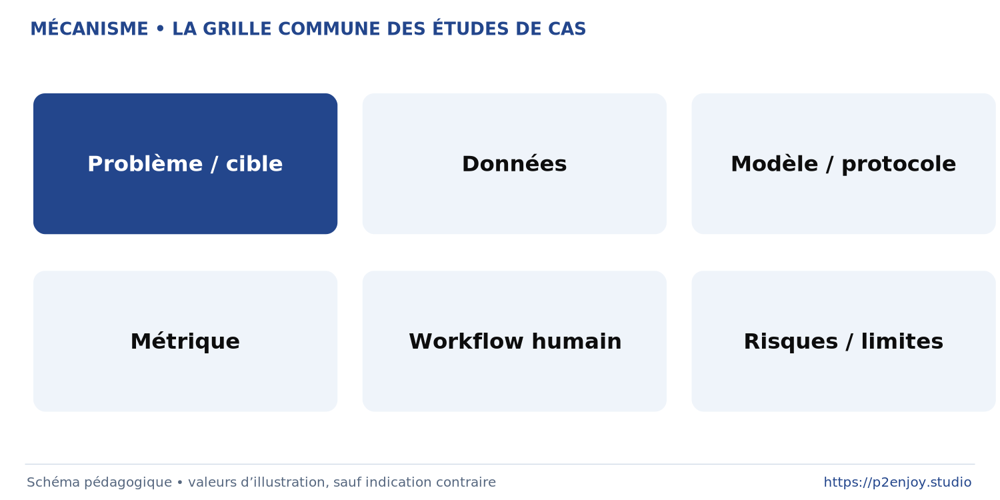 MÉCANISME • LA GRILLE COMMUNE DES ÉTUDES DE CAS
Problème / cible
Données
Modèle / protocole
Métrique
Workflow humain
Risques / limites
Schéma pédagogique • valeurs d’illustration, sauf indication contraire
https://p2enjoy.studio